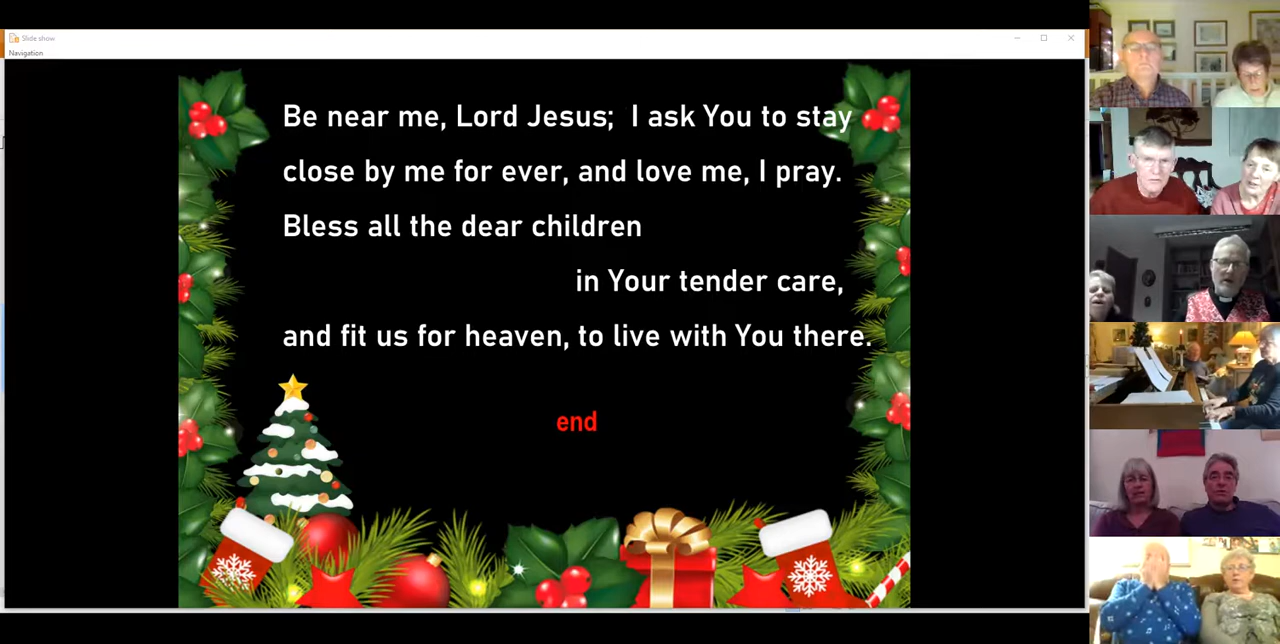 Slide show
Navigation
Be near me, Lord Jesus; I ask You to stay
close by me for ever, and love me, I pray.
Bless all the dear children
in Your tender care,
and fit us for heaven, to live with You there.
end